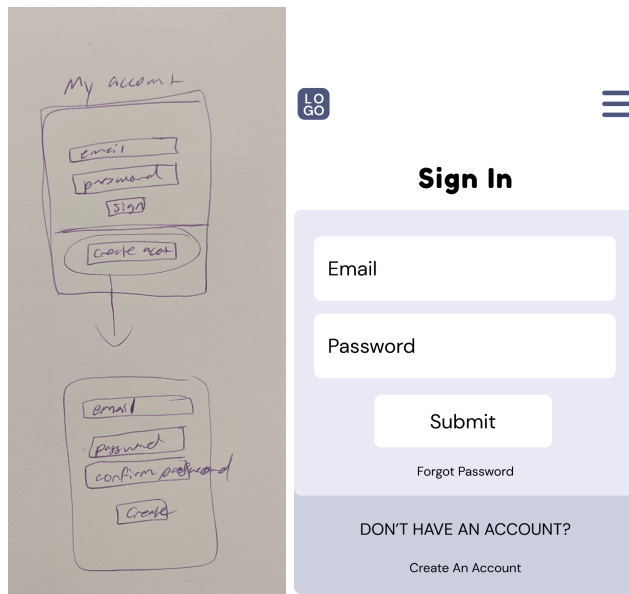 My account
email
password
sign
Create acct
email
password
confirm password
Create
LO
GO
Sign In
Email
Password
Submit
Forgot Password
DON'T HAVE AN ACCOUNT?
Create An Account